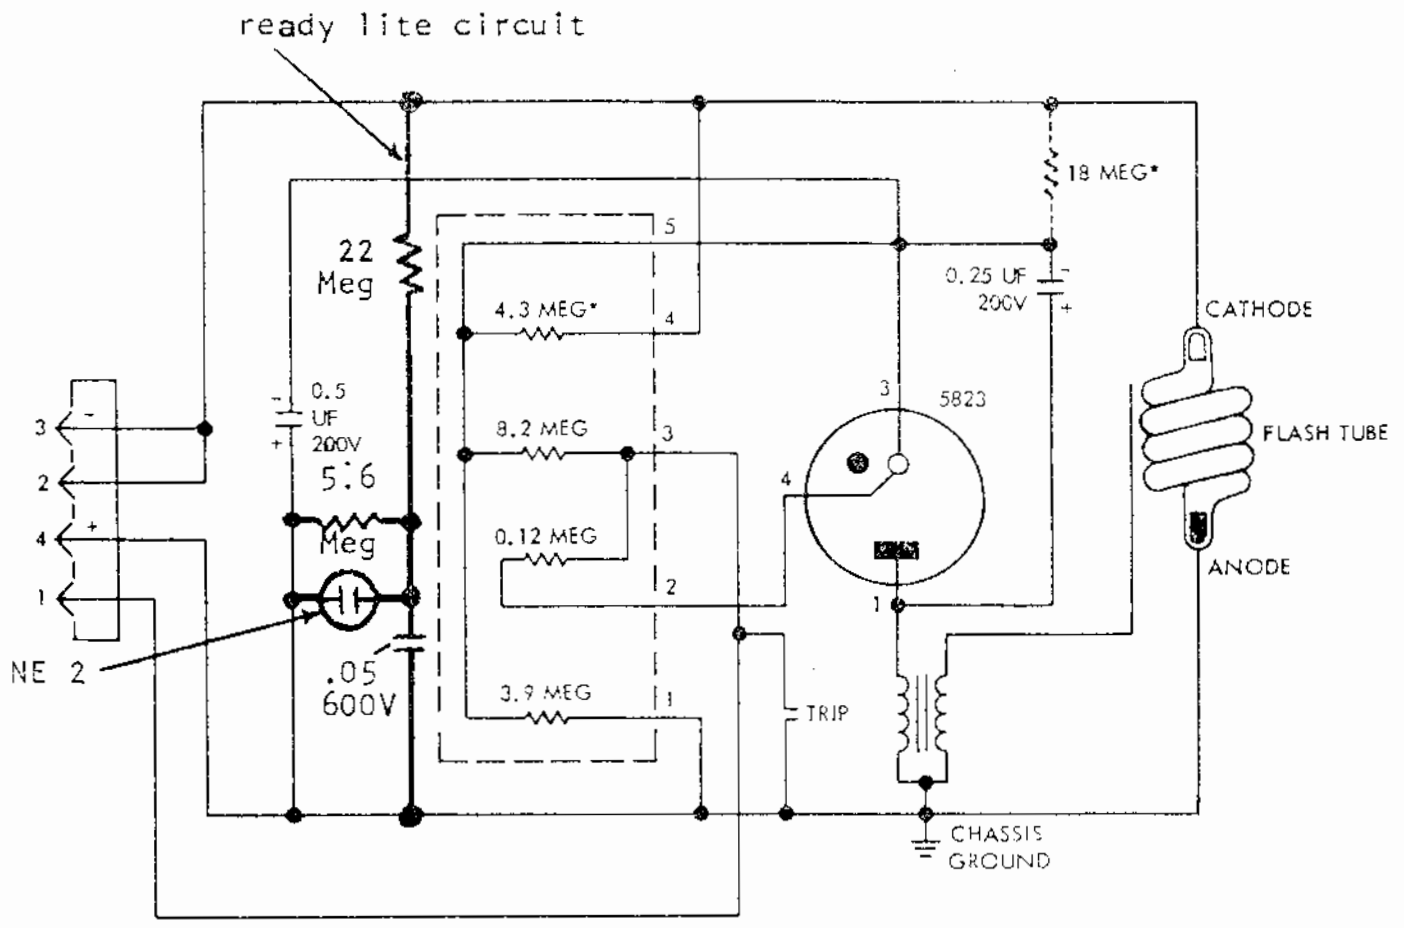 ready lite circuit
18 MEG*
5
22
Meg
0.25 UF
200V
-
+
4.3 MEG*
4
CATHODE
3
5823
-
0.5
UF
200V
+
3
-
8.2 MEG
3
FLASH TUBE
5.6
4
2
4
+
0.12 MEG
Meg
ANODE
2
1
1
NE 2
.05
600V
3.9 MEG
1
TRIP
CHASSIS
GROUND